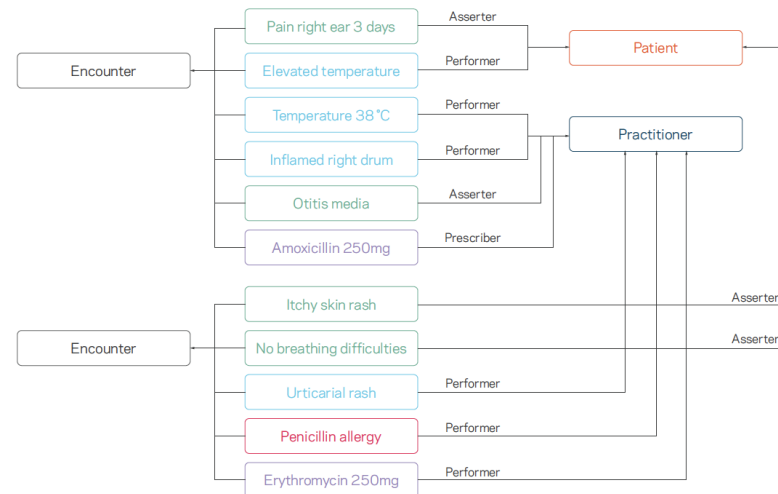 Pain right ear 3 days
Asserter
Patient
Encounter
Elevated temperature
Performer
Temperature 38°C
Performer
Practitioner
Inflamed right drum
Performer
Otitis media
Asserter
Amoxicillin 250mg
Prescriber
Itchy skin rash
Asserter
Encounter
No breathing difficulties
Asserter
Urticarial rash
Performer
Penicillin allergy
Performer
Erythromycin 250mg
Performer